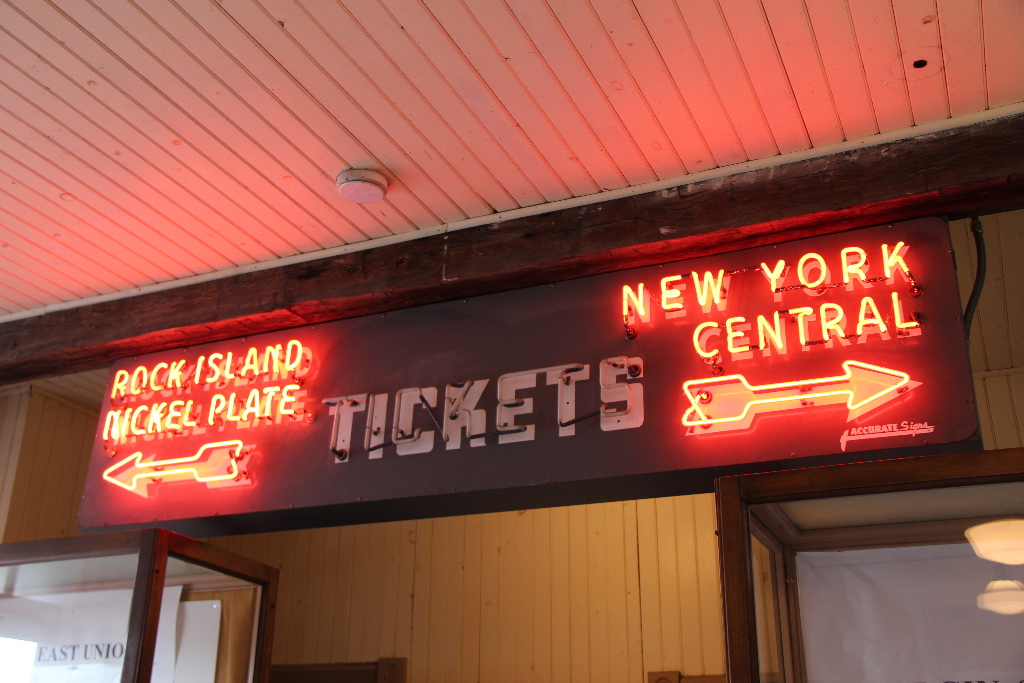 ROCK ISLAND
NICKEL PLATE
TICKETS
NEW YORK
CENTRAL
ACCURATE Signs
EAST UNIO